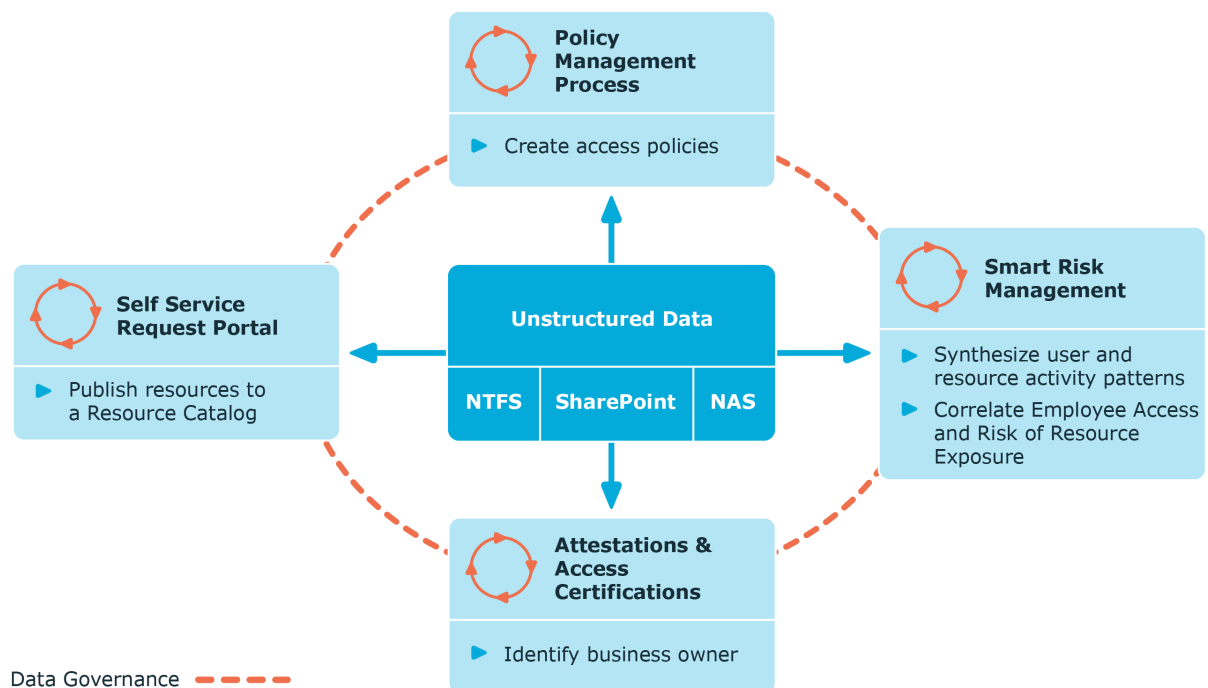 Policy
Management
Process
Create access policies
Self Service
Request Portal
Publish resources to
a Resource Catalog
Unstructured Data
NTFS
SharePoint
NAS
Smart Risk
Management
Synthesize user and
resource activity patterns
Correlate Employee Access
and Risk of Resource
Exposure
Attestations &
Access
Certifications
Identify business owner
Data Governance